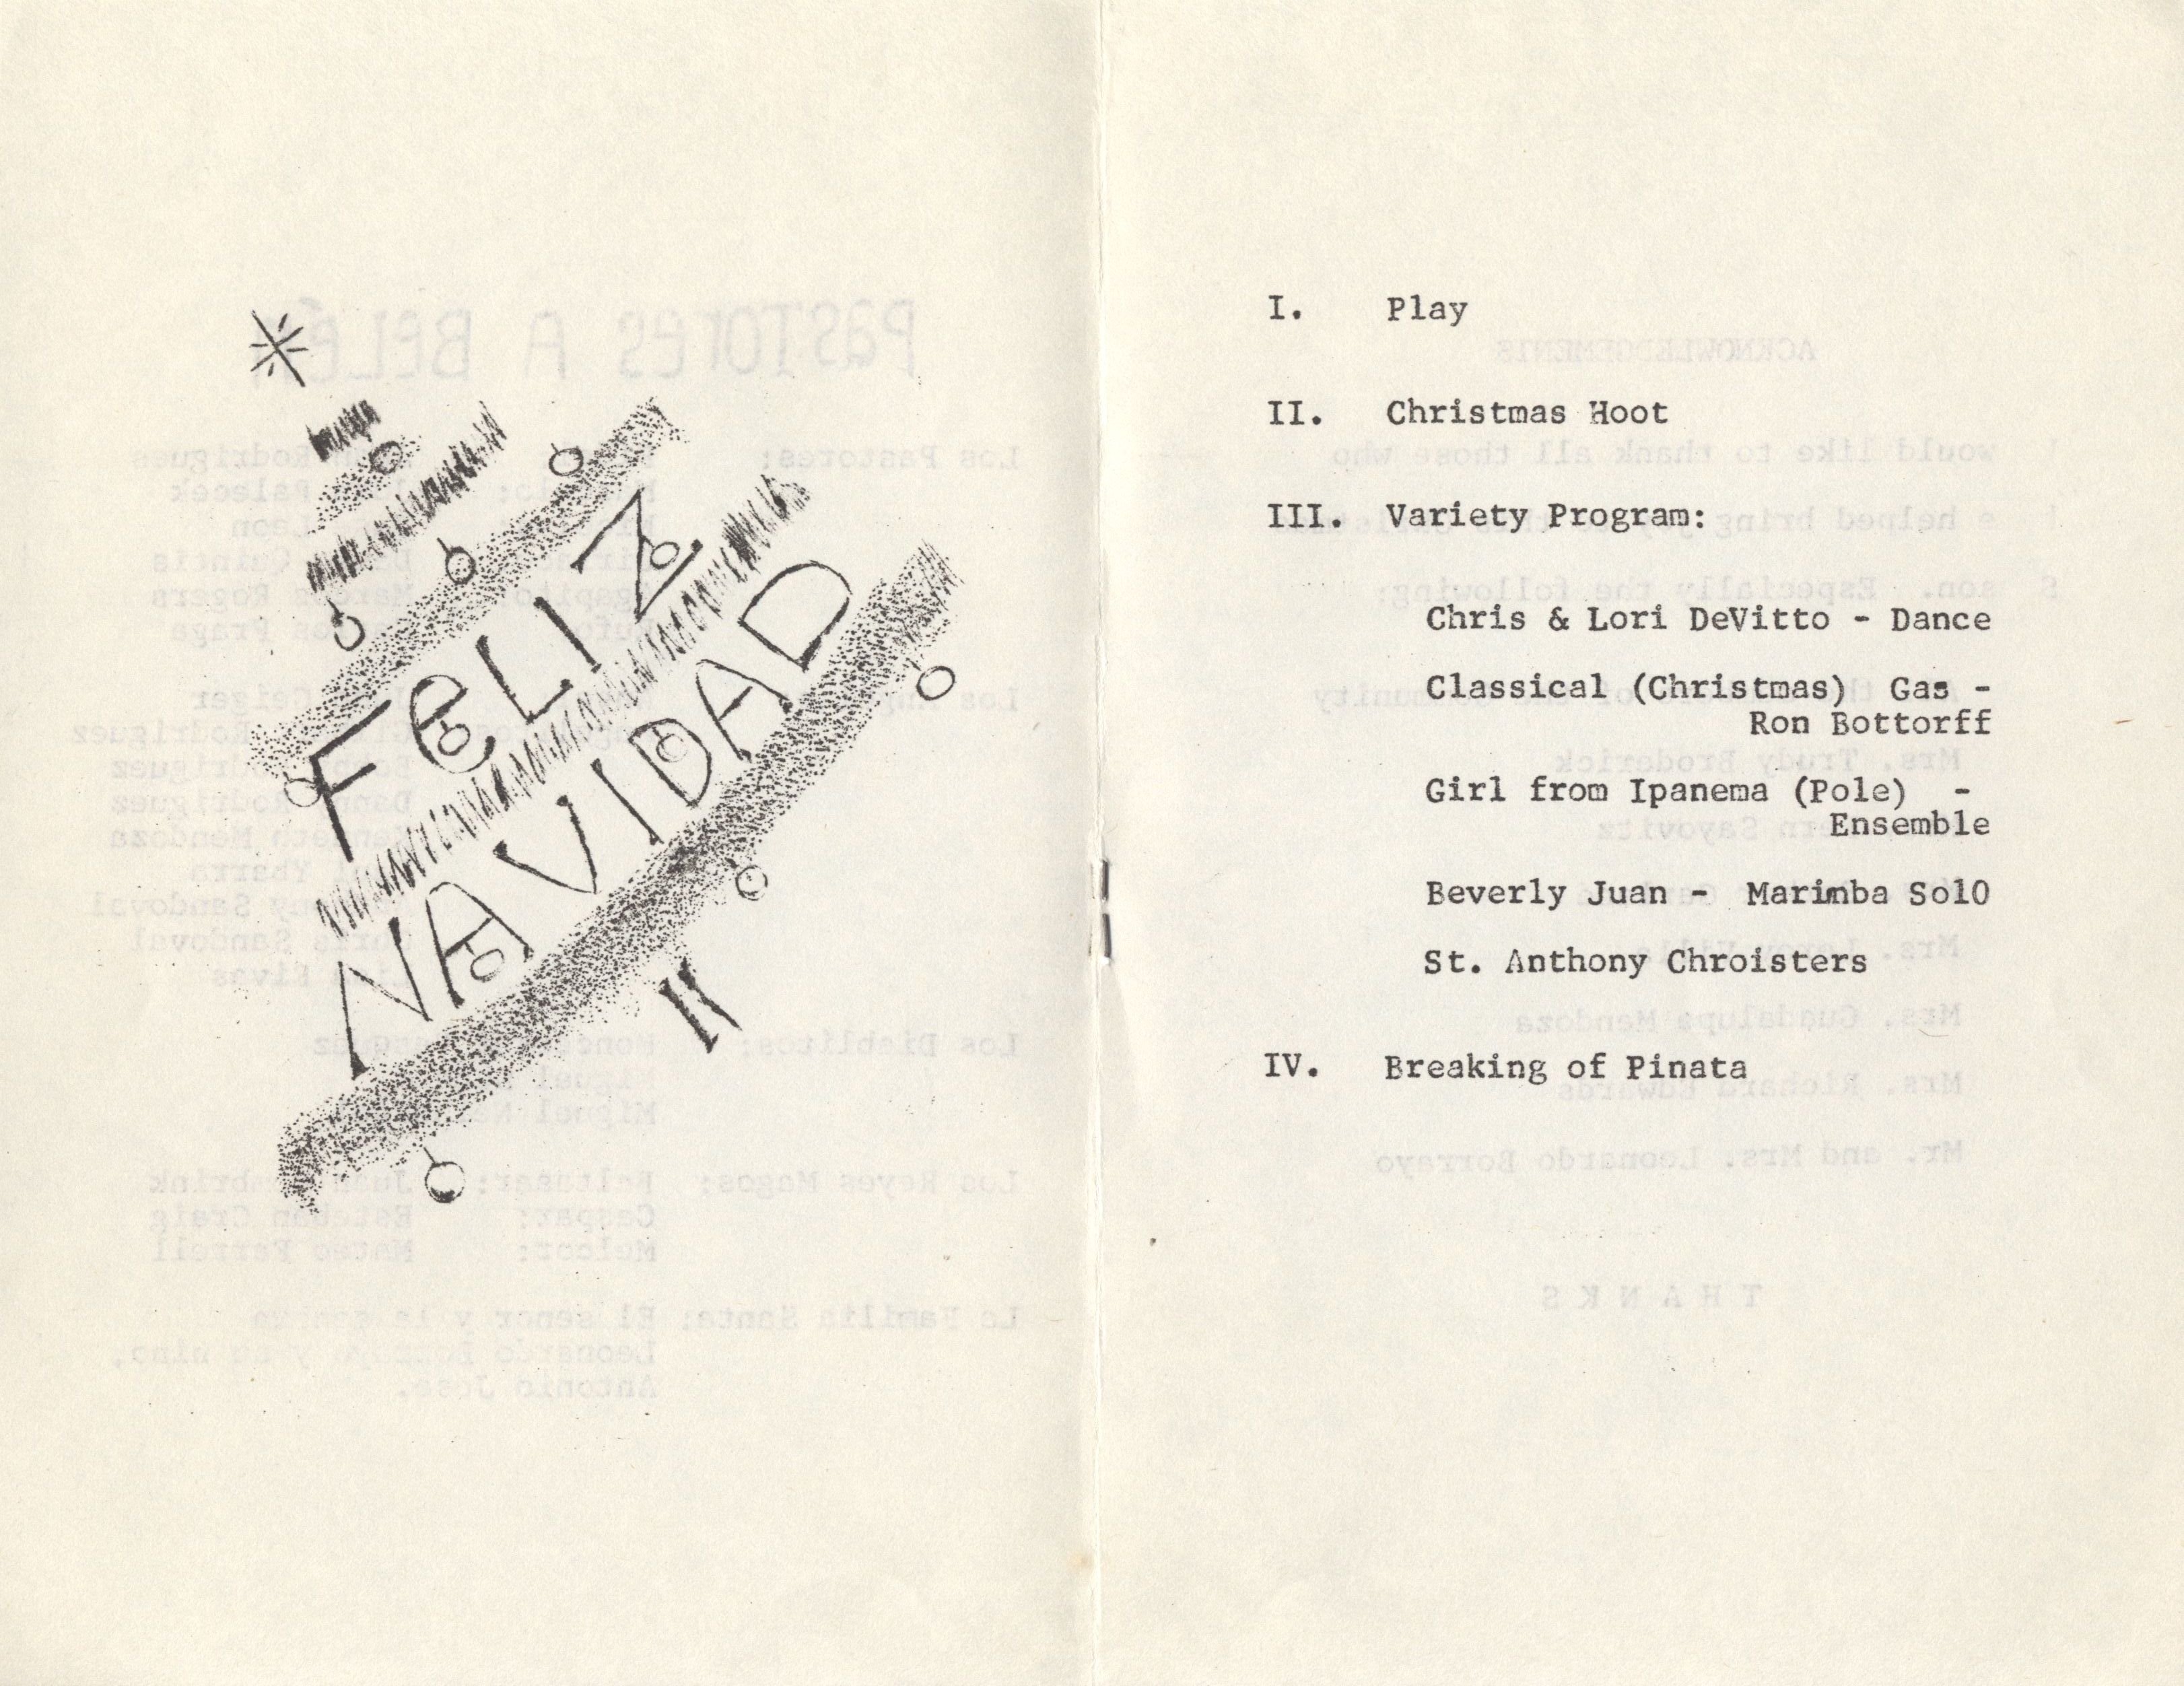 FeLIZ
NAVIDAD
I. Play
II. Christmas Hoot
III. Variety Program:
Chris & Lori DeVitto - Dance
Classical (Christmas) Gas -
Ron Bottorff
Girl from Ipanema (Pole) -
Ensemble
Beverly Juan - Marimba SolO
St. Anthony Chroisters
IV. Breaking of Pinata